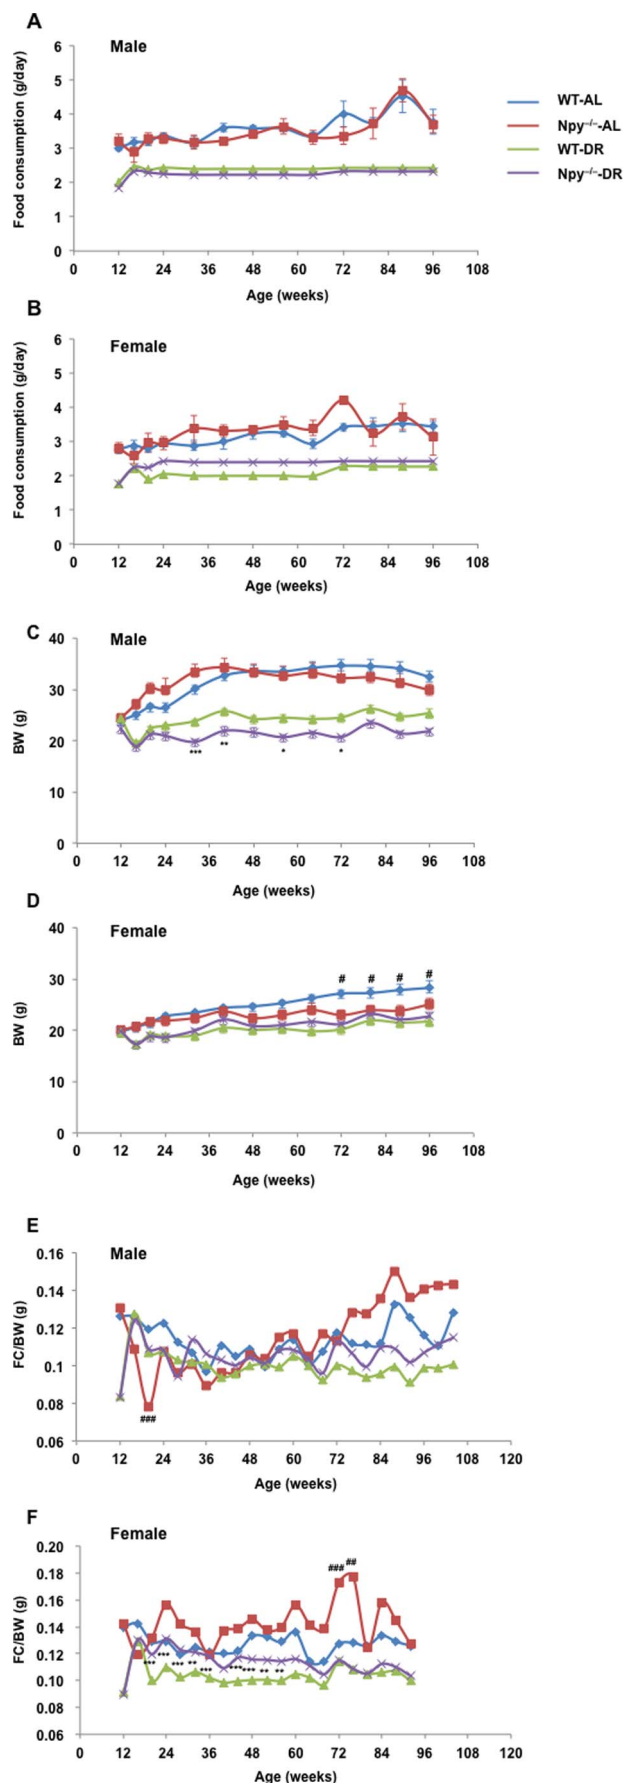 A
Male
6
5
4
3
2
1
0
Food consumption (g/day)
0 12 24 36 48 60 72 84 96 108
Age (weeks)
WT-AL
Npy⁻/⁻-AL
WT-DR
Npy⁻/⁻-DR
B
Female
6
5
4
3
2
1
0
Food consumption (g/day)
0 12 24 36 48 60 72 84 96 108
Age (weeks)
C
Male
40
30
20
10
0
BW (g)
*** ** * *
0 12 24 36 48 60 72 84 96 108
Age (weeks)
D
Female
40
30
20
10
0
BW (g)
# # # #
0 12 24 36 48 60 72 84 96 108
Age (weeks)
E
Male
0.16
0.14
0.12
0.1
0.08
0.06
FC/BW (g)
###
0 12 24 36 48 60 72 84 96 108 120
Age (weeks)
F
Female
0.20
0.18
0.16
0.14
0.12
0.10
0.08
0.06
FC/BW (g)
### ##
*** *** *** ** *** *** *** ** **
0 12 24 36 48 60 72 84 96 108 120
Age (weeks)